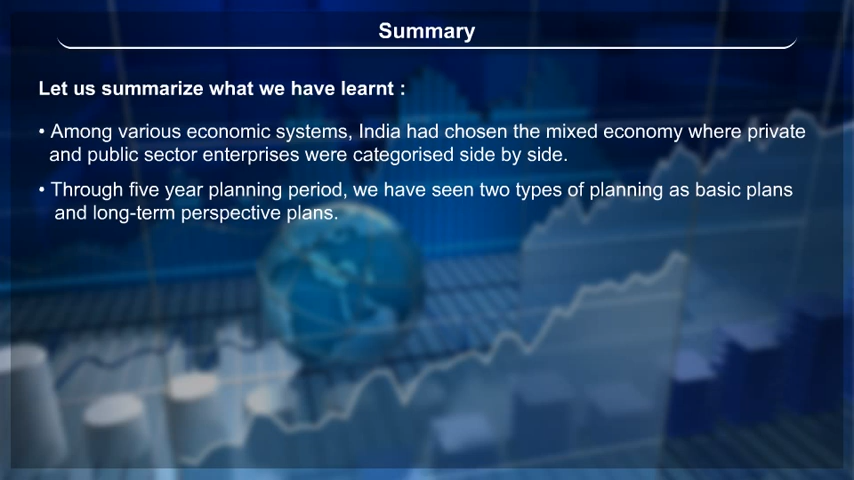 Summary
Let us summarize what we have learnt :
• Among various economic systems, India had chosen the mixed economy where private
and public sector enterprises were categorised side by side.
• Through five year planning period, we have seen two types of planning as basic plans
and long-term perspective plans.